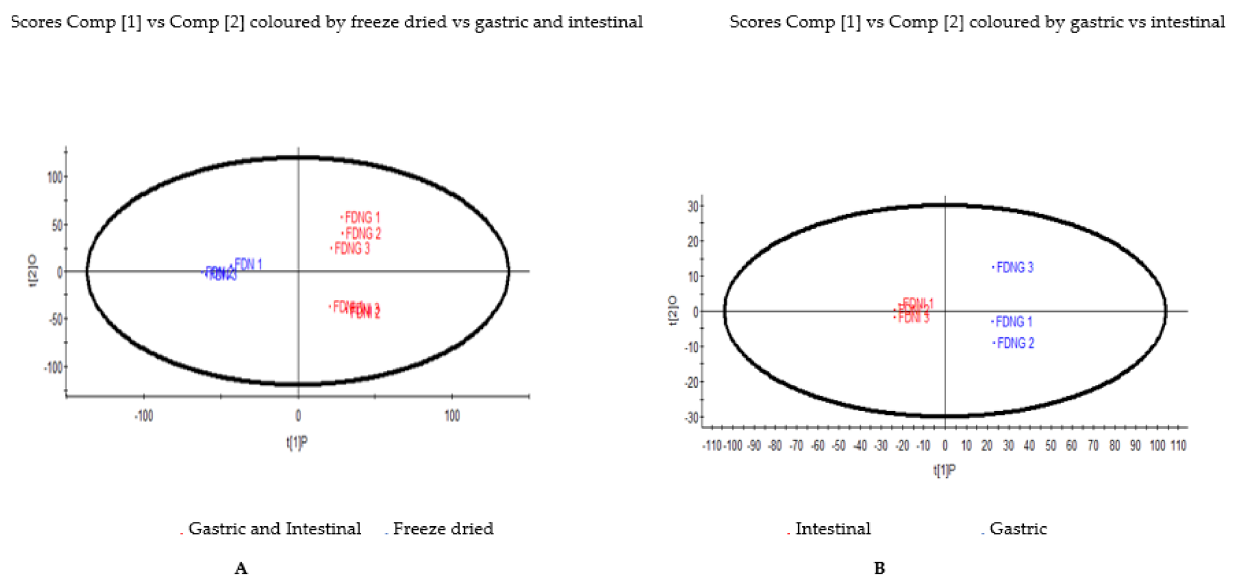 Scores Comp [1] vs Comp [2] coloured by freeze dried vs gastric and intestinal
Scores Comp [1] vs Comp [2] coloured by gastric vs intestinal
100
50
0
-50
-100
t[2]O
FDNG 1
FDNG 2
FDNG 3
FDN 1
-100
0
100
t[1]P
30
20
10
0
-10
-20
-30
t[2]O
FDNG 3
FDNI 1
FDNI 2
FDNI 3
FDNG 1
FDNG 2
-110 -100 -90 -80 -70 -60 -50 -40 -30 -20 -10 0 10 20 30 40 50 60 70 80 90 100 110
t[1]P
. Gastric and Intestinal . Freeze dried
. Intestinal . Gastric
A
B